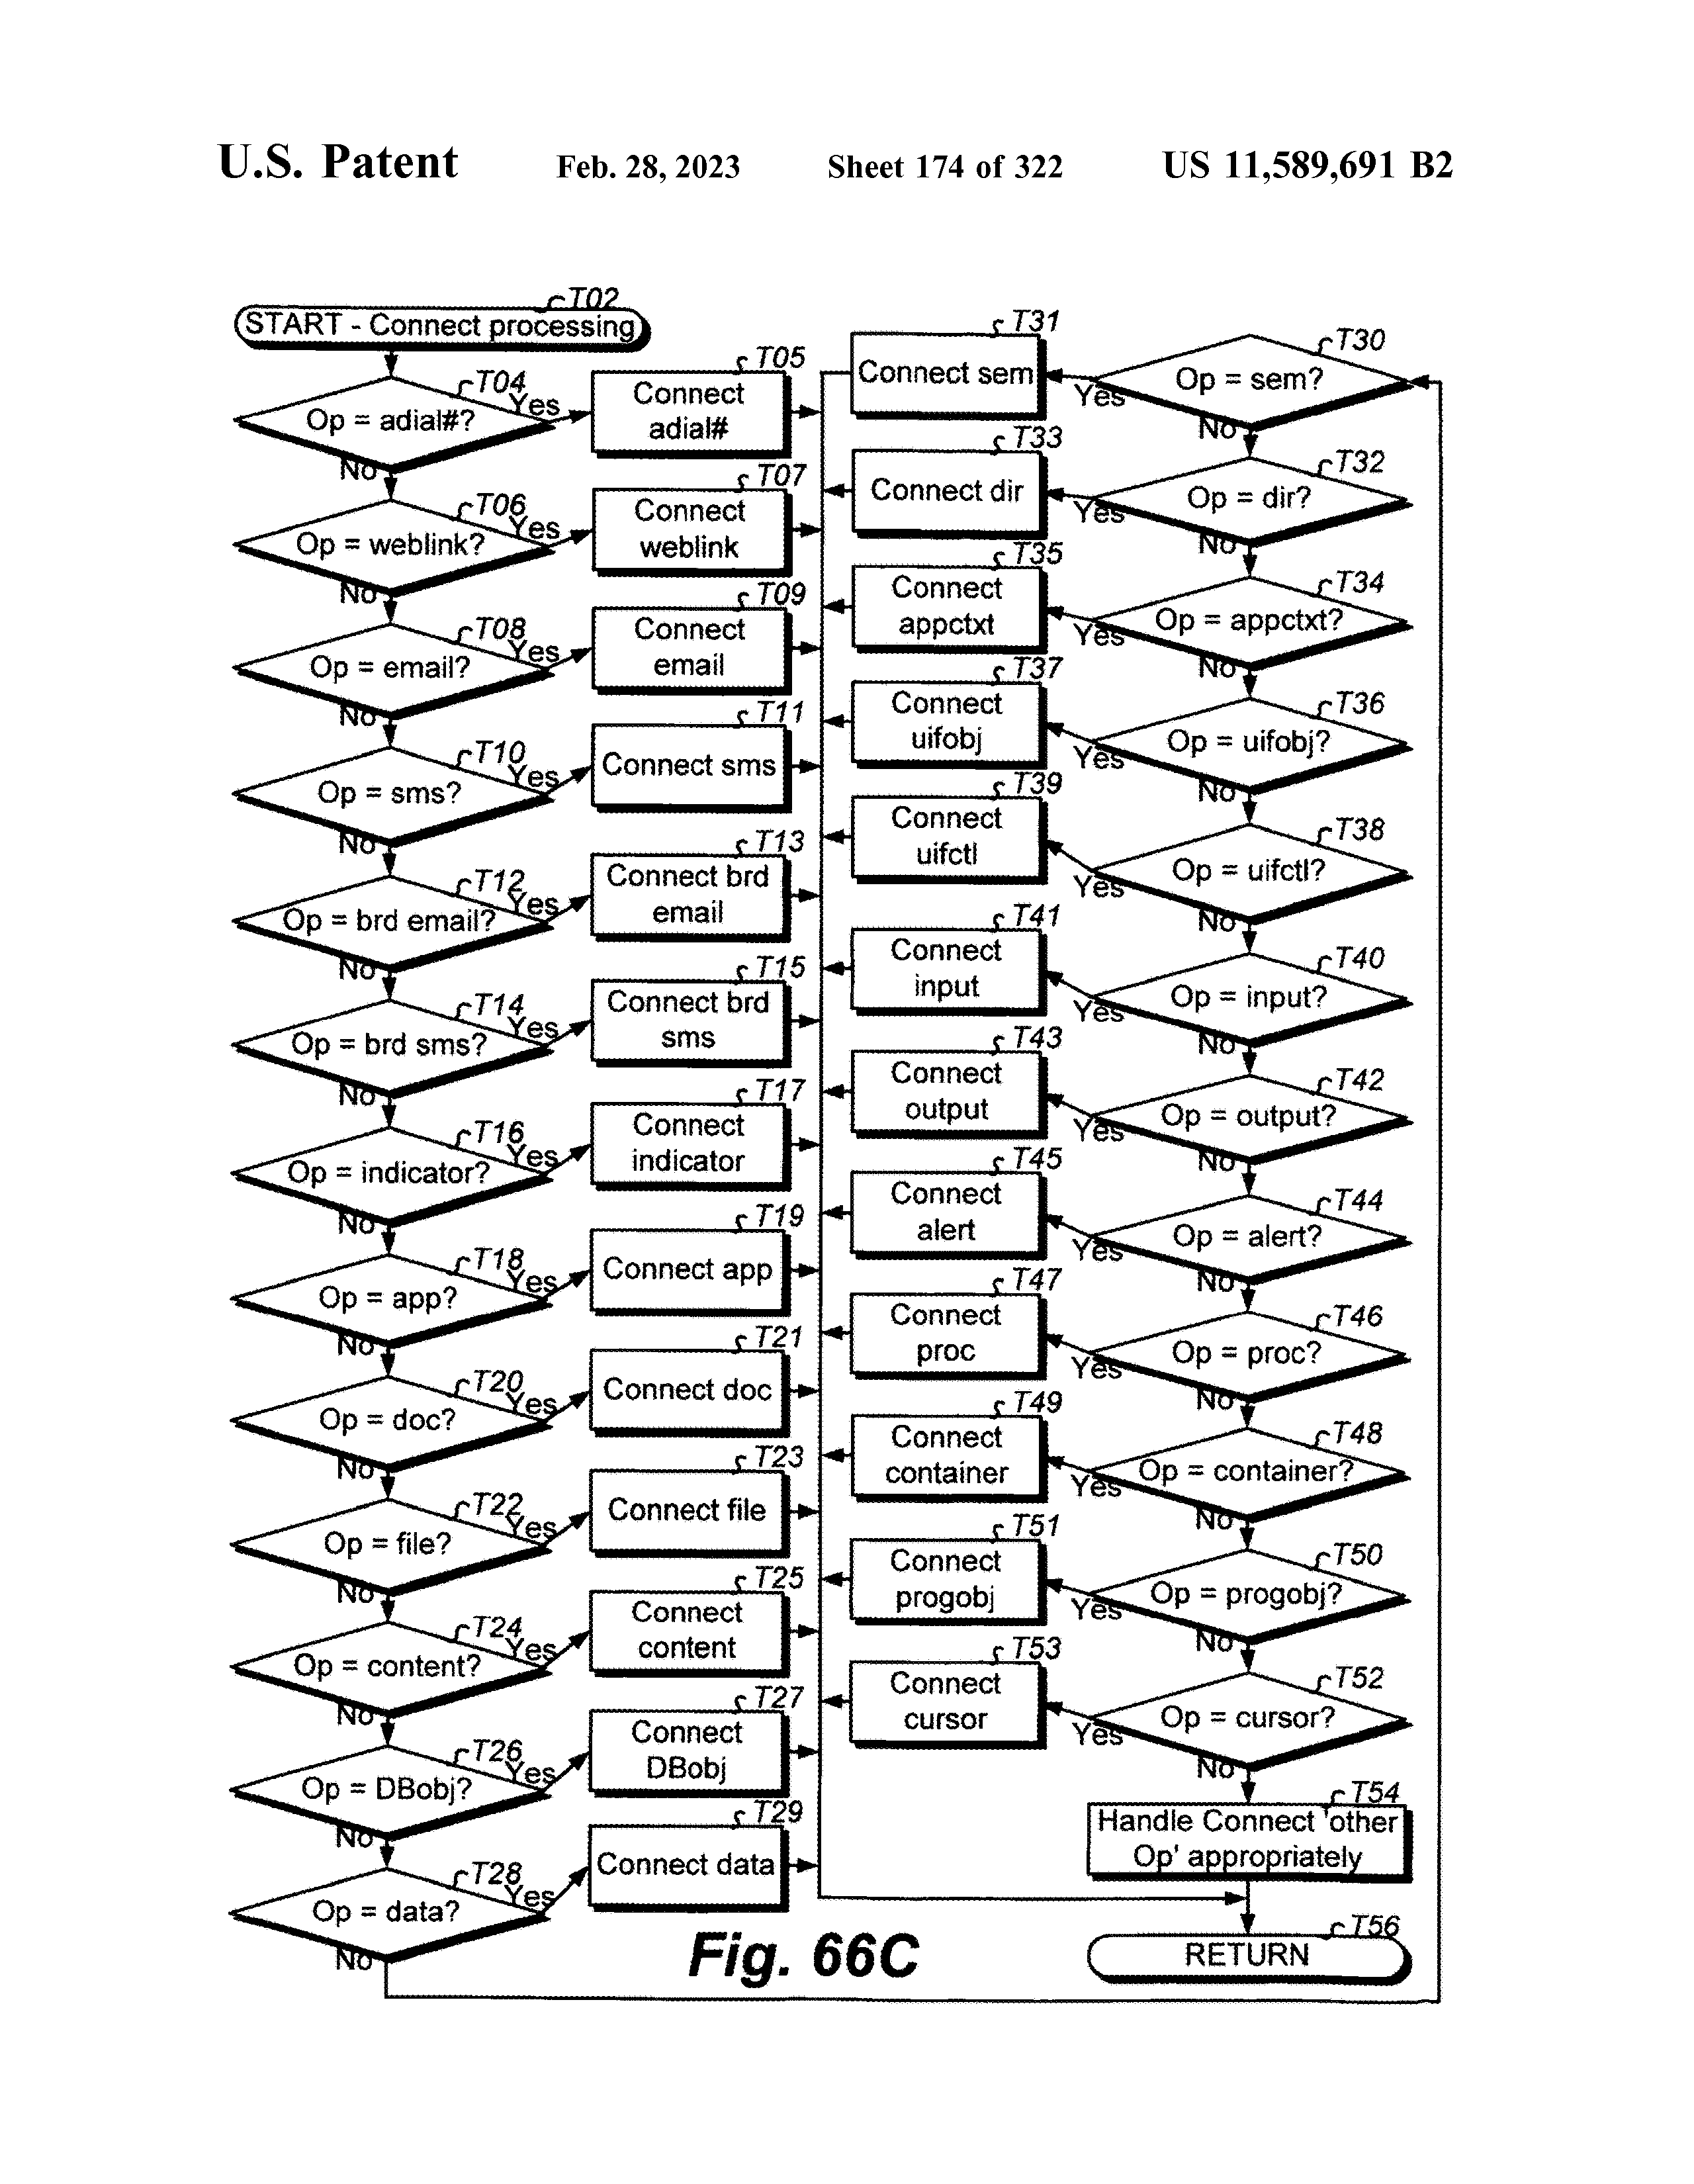 U.S. Patent Feb. 28, 2023 Sheet 174 of 322 US 11,589,691 B2
T02
START - Connect processing
T04
Op = adial#?
Yes
No
T05
Connect
adial#
T06
Op = weblink?
Yes
No
T07
Connect
weblink
T08
Op = email?
Yes
No
T09
Connect
email
T10
Op = sms?
Yes
No
T11
Connect sms
T12
Op = brd email?
Yes
No
T13
Connect brd
email
T14
Op = brd sms?
Yes
No
T15
Connect brd
sms
T16
Op = indicator?
Yes
No
T17
Connect
indicator
T18
Op = app?
Yes
No
T19
Connect app
T20
Op = doc?
Yes
No
T21
Connect doc
T22
Op = file?
Yes
No
T23
Connect file
T24
Op = content?
Yes
No
T25
Connect
content
T26
Op = DBobj?
Yes
No
T27
Connect
DBobj
T28
Op = data?
Yes
No
T29
Connect data
T30
Op = sem?
Yes
No
T31
Connect sem
T32
Op = dir?
Yes
No
T33
Connect dir
T34
Op = appctxt?
Yes
No
T35
Connect
appctxt
T36
Op = uifobj?
Yes
No
T37
Connect
uifobj
T38
Op = uifctl?
Yes
No
T39
Connect
uifctl
T40
Op = input?
Yes
No
T41
Connect
input
T42
Op = output?
Yes
No
T43
Connect
output
T44
Op = alert?
Yes
No
T45
Connect
alert
T46
Op = proc?
Yes
No
T47
Connect
proc
T48
Op = container?
Yes
No
T49
Connect
container
T50
Op = progobj?
Yes
No
T51
Connect
progobj
T52
Op = cursor?
Yes
No
T53
Connect
cursor
T54
Handle Connect 'other
Op' appropriately
T56
RETURN
Fig. 66C